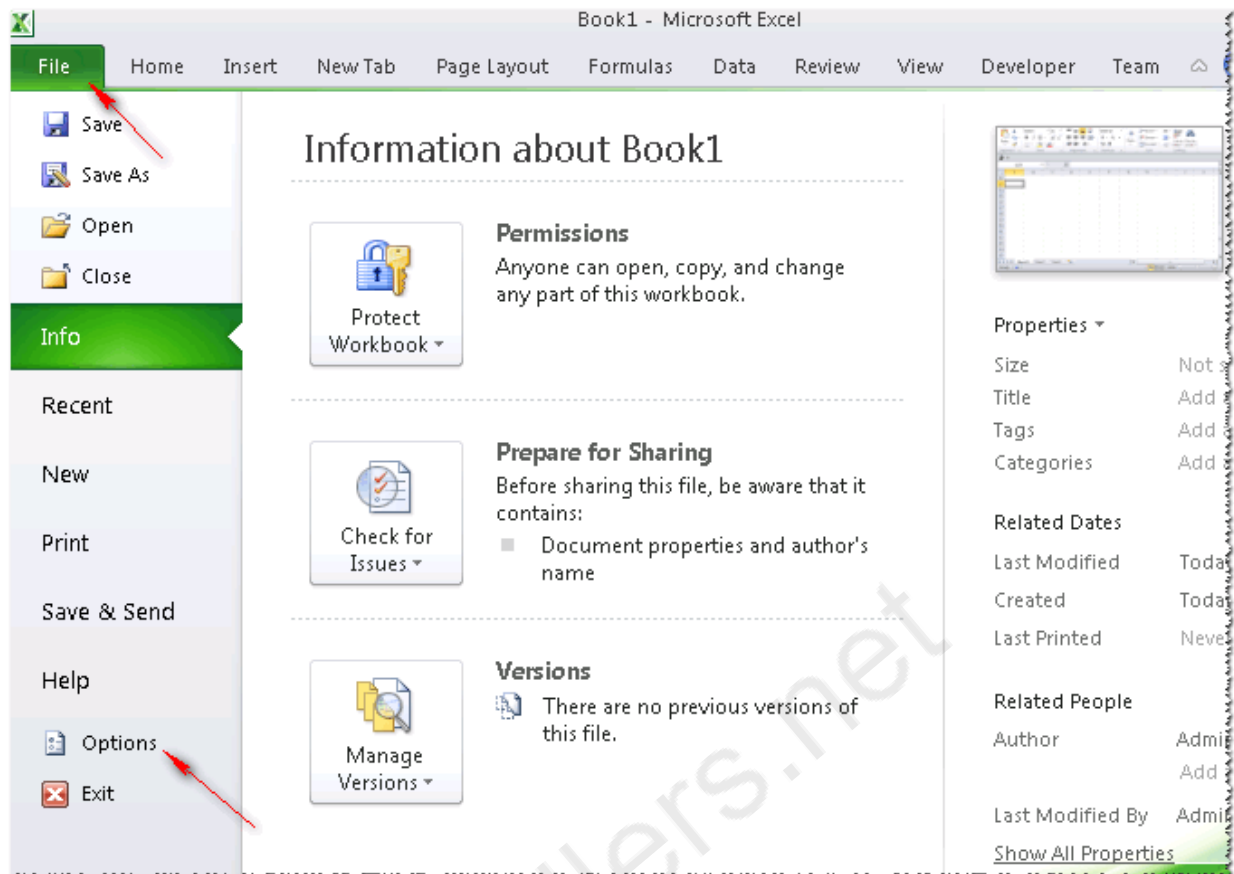 Book1 - Microsoft Excel
File Home Insert New Tab Page Layout Formulas Data Review View Developer Team
Save
Save As
Open
Close
Info
Recent
New
Print
Save & Send
Help
Options
Exit
Information about Book1
Protect
Workbook
Permissions
Anyone can open, copy, and change
any part of this workbook.
Check for
Issues
Prepare for Sharing
Before sharing this file, be aware that it
contains:
Document properties and author's
name
Manage
Versions
Versions
There are no previous versions of
this file.
Properties
Size Not
Title Add
Tags Add
Categories Add
Related Dates
Last Modified
Created
Last Printed
Related People
Author
Add
Last Modified By
Show All Properties